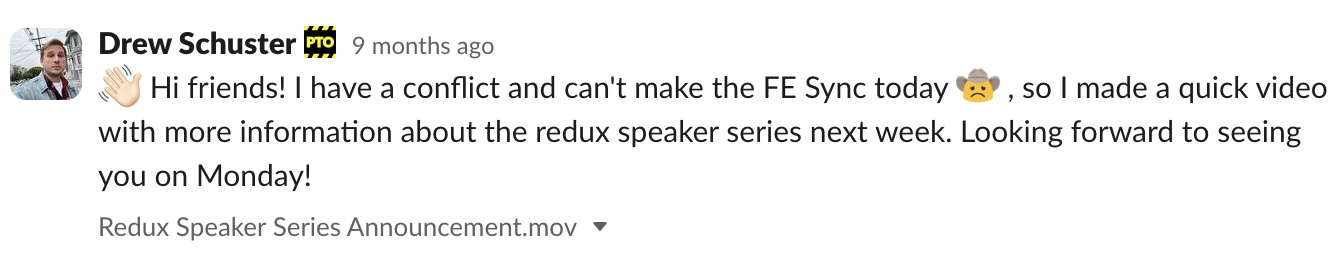 Drew Schuster PTO 9 months ago
👋🏻 Hi friends! I have a conflict and can't make the FE Sync today , so I made a quick video
with more information about the redux speaker series next week. Looking forward to seeing
you on Monday!
Redux Speaker Series Announcement.mov